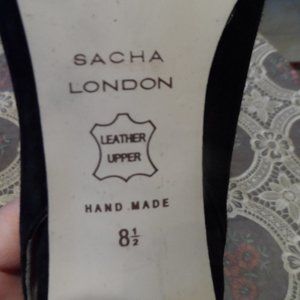 SACHA
LONDON
LEATHER
UPPER
HAND MADE
8½